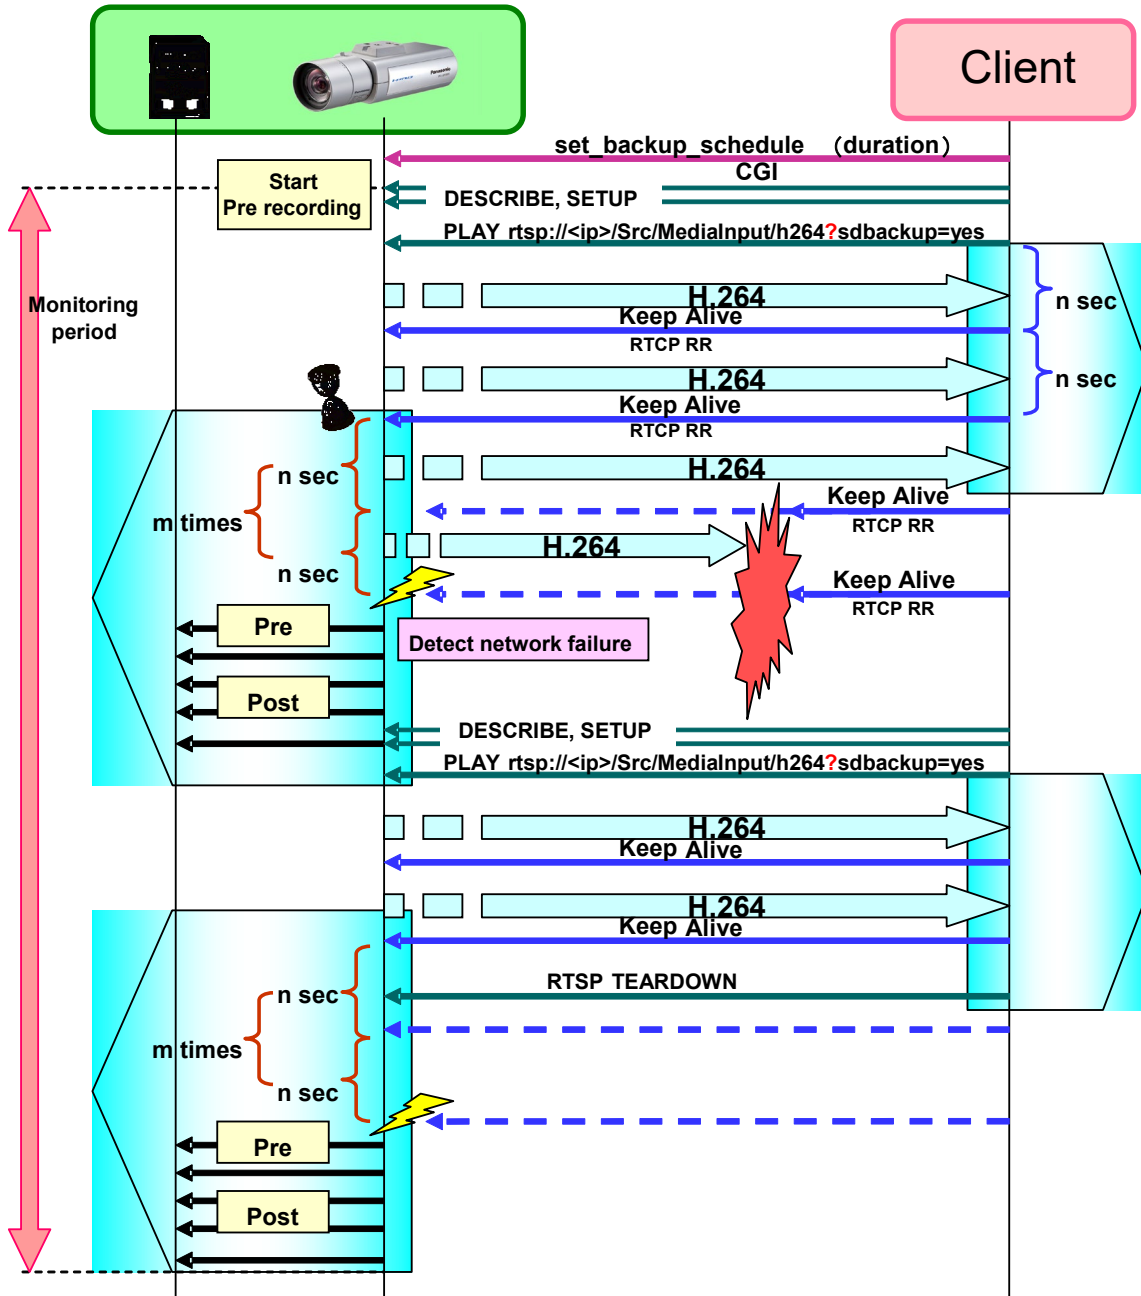 Panasonic
Client
set_backup_schedule (duration)
CGI
Start
Pre recording
DESCRIBE, SETUP
PLAY rtsp://<ip>/Src/MediaInput/h264?sdbackup=yes
Monitoring
period
H.264
n sec
Keep Alive
RTCP RR
H.264
n sec
Keep Alive
RTCP RR
n sec
H.264
m times
Keep Alive
RTCP RR
H.264
n sec
Keep Alive
RTCP RR
Pre
Detect network failure
Post
DESCRIBE, SETUP
PLAY rtsp://<ip>/Src/MediaInput/h264?sdbackup=yes
H.264
Keep Alive
H.264
Keep Alive
n sec
RTSP TEARDOWN
m times
n sec
Pre
Post